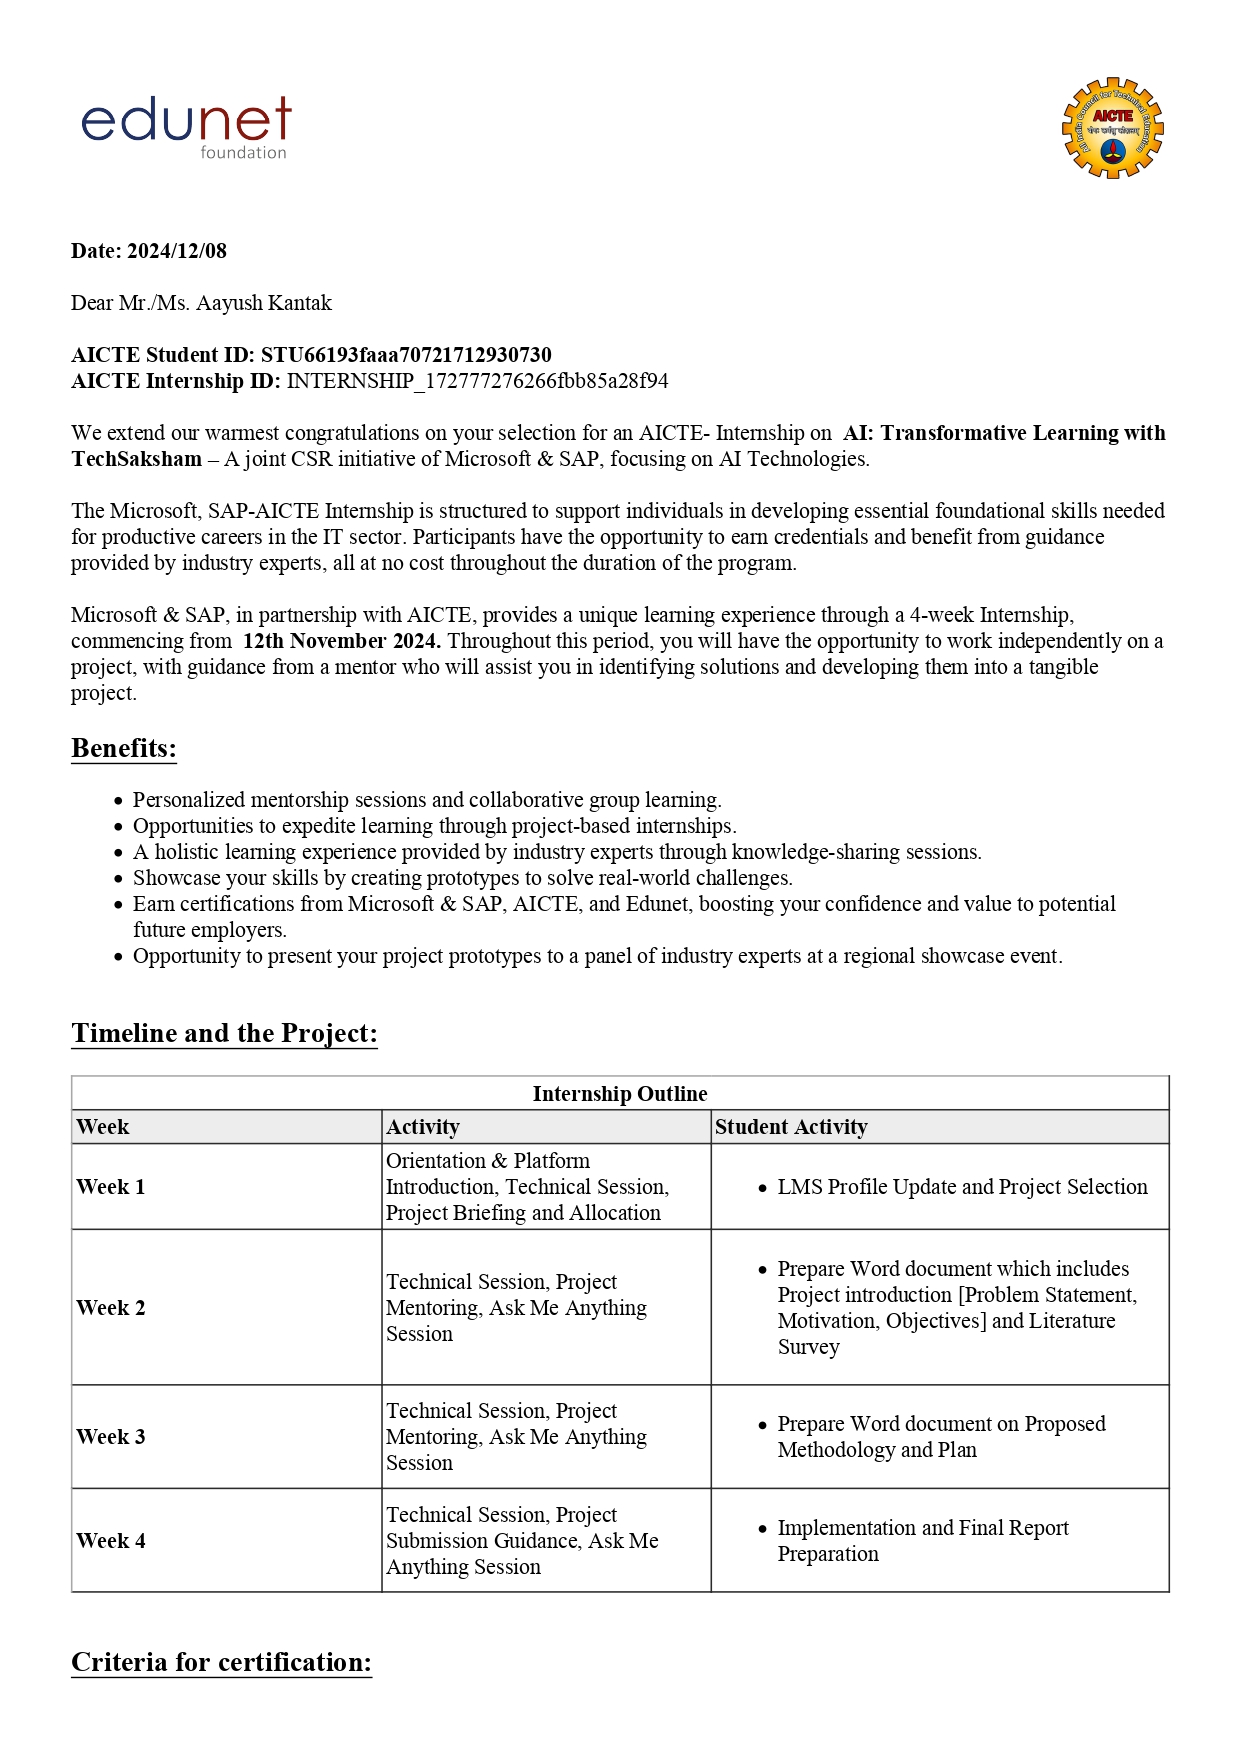 edunet
foundation
All India Council for Technical Education
AICTE
Date: 2024/12/08
Dear Mr./Ms. Aayush Kantak
AICTE Student ID: STU66193faaa70721712930730
AICTE Internship ID: INTERNSHIP_172777276266fbb85a28f94
We extend our warmest congratulations on your selection for an AICTE- Internship on AI: Transformative Learning with
TechSaksham – A joint CSR initiative of Microsoft & SAP, focusing on AI Technologies.
The Microsoft, SAP-AICTE Internship is structured to support individuals in developing essential foundational skills needed
for productive careers in the IT sector. Participants have the opportunity to earn credentials and benefit from guidance
provided by industry experts, all at no cost throughout the duration of the program.
Microsoft & SAP, in partnership with AICTE, provides a unique learning experience through a 4-week Internship,
commencing from 12th November 2024. Throughout this period, you will have the opportunity to work independently on a
project, with guidance from a mentor who will assist you in identifying solutions and developing them into a tangible
project.
Benefits:
• Personalized mentorship sessions and collaborative group learning.
• Opportunities to expedite learning through project-based internships.
• A holistic learning experience provided by industry experts through knowledge-sharing sessions.
• Showcase your skills by creating prototypes to solve real-world challenges.
• Earn certifications from Microsoft & SAP, AICTE, and Edunet, boosting your confidence and value to potential
future employers.
• Opportunity to present your project prototypes to a panel of industry experts at a regional showcase event.
Timeline and the Project:
Internship Outline
Week Activity Student Activity
Week 1
Orientation & Platform
Introduction, Technical Session,
Project Briefing and Allocation
• LMS Profile Update and Project Selection
Week 2
Technical Session, Project
Mentoring, Ask Me Anything
Session
• Prepare Word document which includes
Project introduction [Problem Statement,
Motivation, Objectives] and Literature
Survey
Week 3
Technical Session, Project
Mentoring, Ask Me Anything
Session
• Prepare Word document on Proposed
Methodology and Plan
Week 4
Technical Session, Project
Submission Guidance, Ask Me
Anything Session
• Implementation and Final Report
Preparation
Criteria for certification: